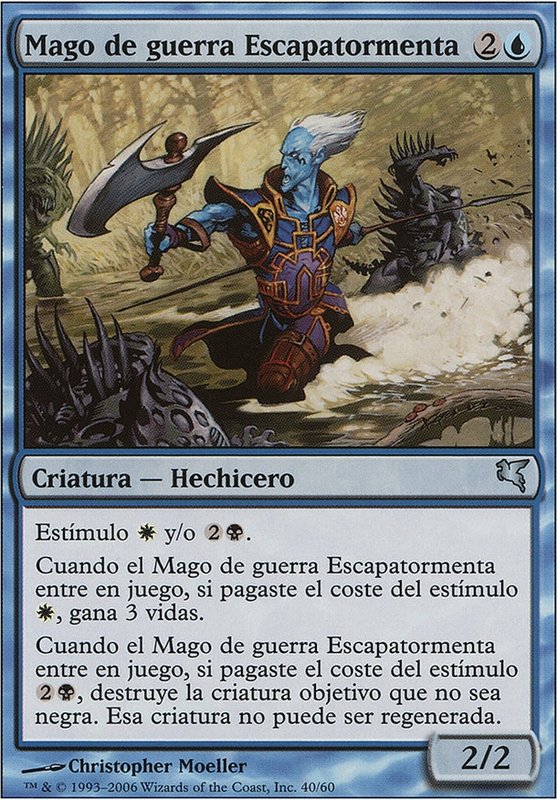 Mago de guerra Escapatormenta 2
Criatura — Hechicero
Estímulo y/o 2.
Cuando el Mago de guerra Escapatormenta
entre en juego, si pagaste el coste del estímulo
, gana 3 vidas.
Cuando el Mago de guerra Escapatormenta
entre en juego, si pagaste el coste del estímulo
2, destruye la criatura objetivo que no sea
negra. Esa criatura no puede ser regenerada.
2/2
Christopher Moeller
™ & © 1993–2006 Wizards of the Coast, Inc. 40/60